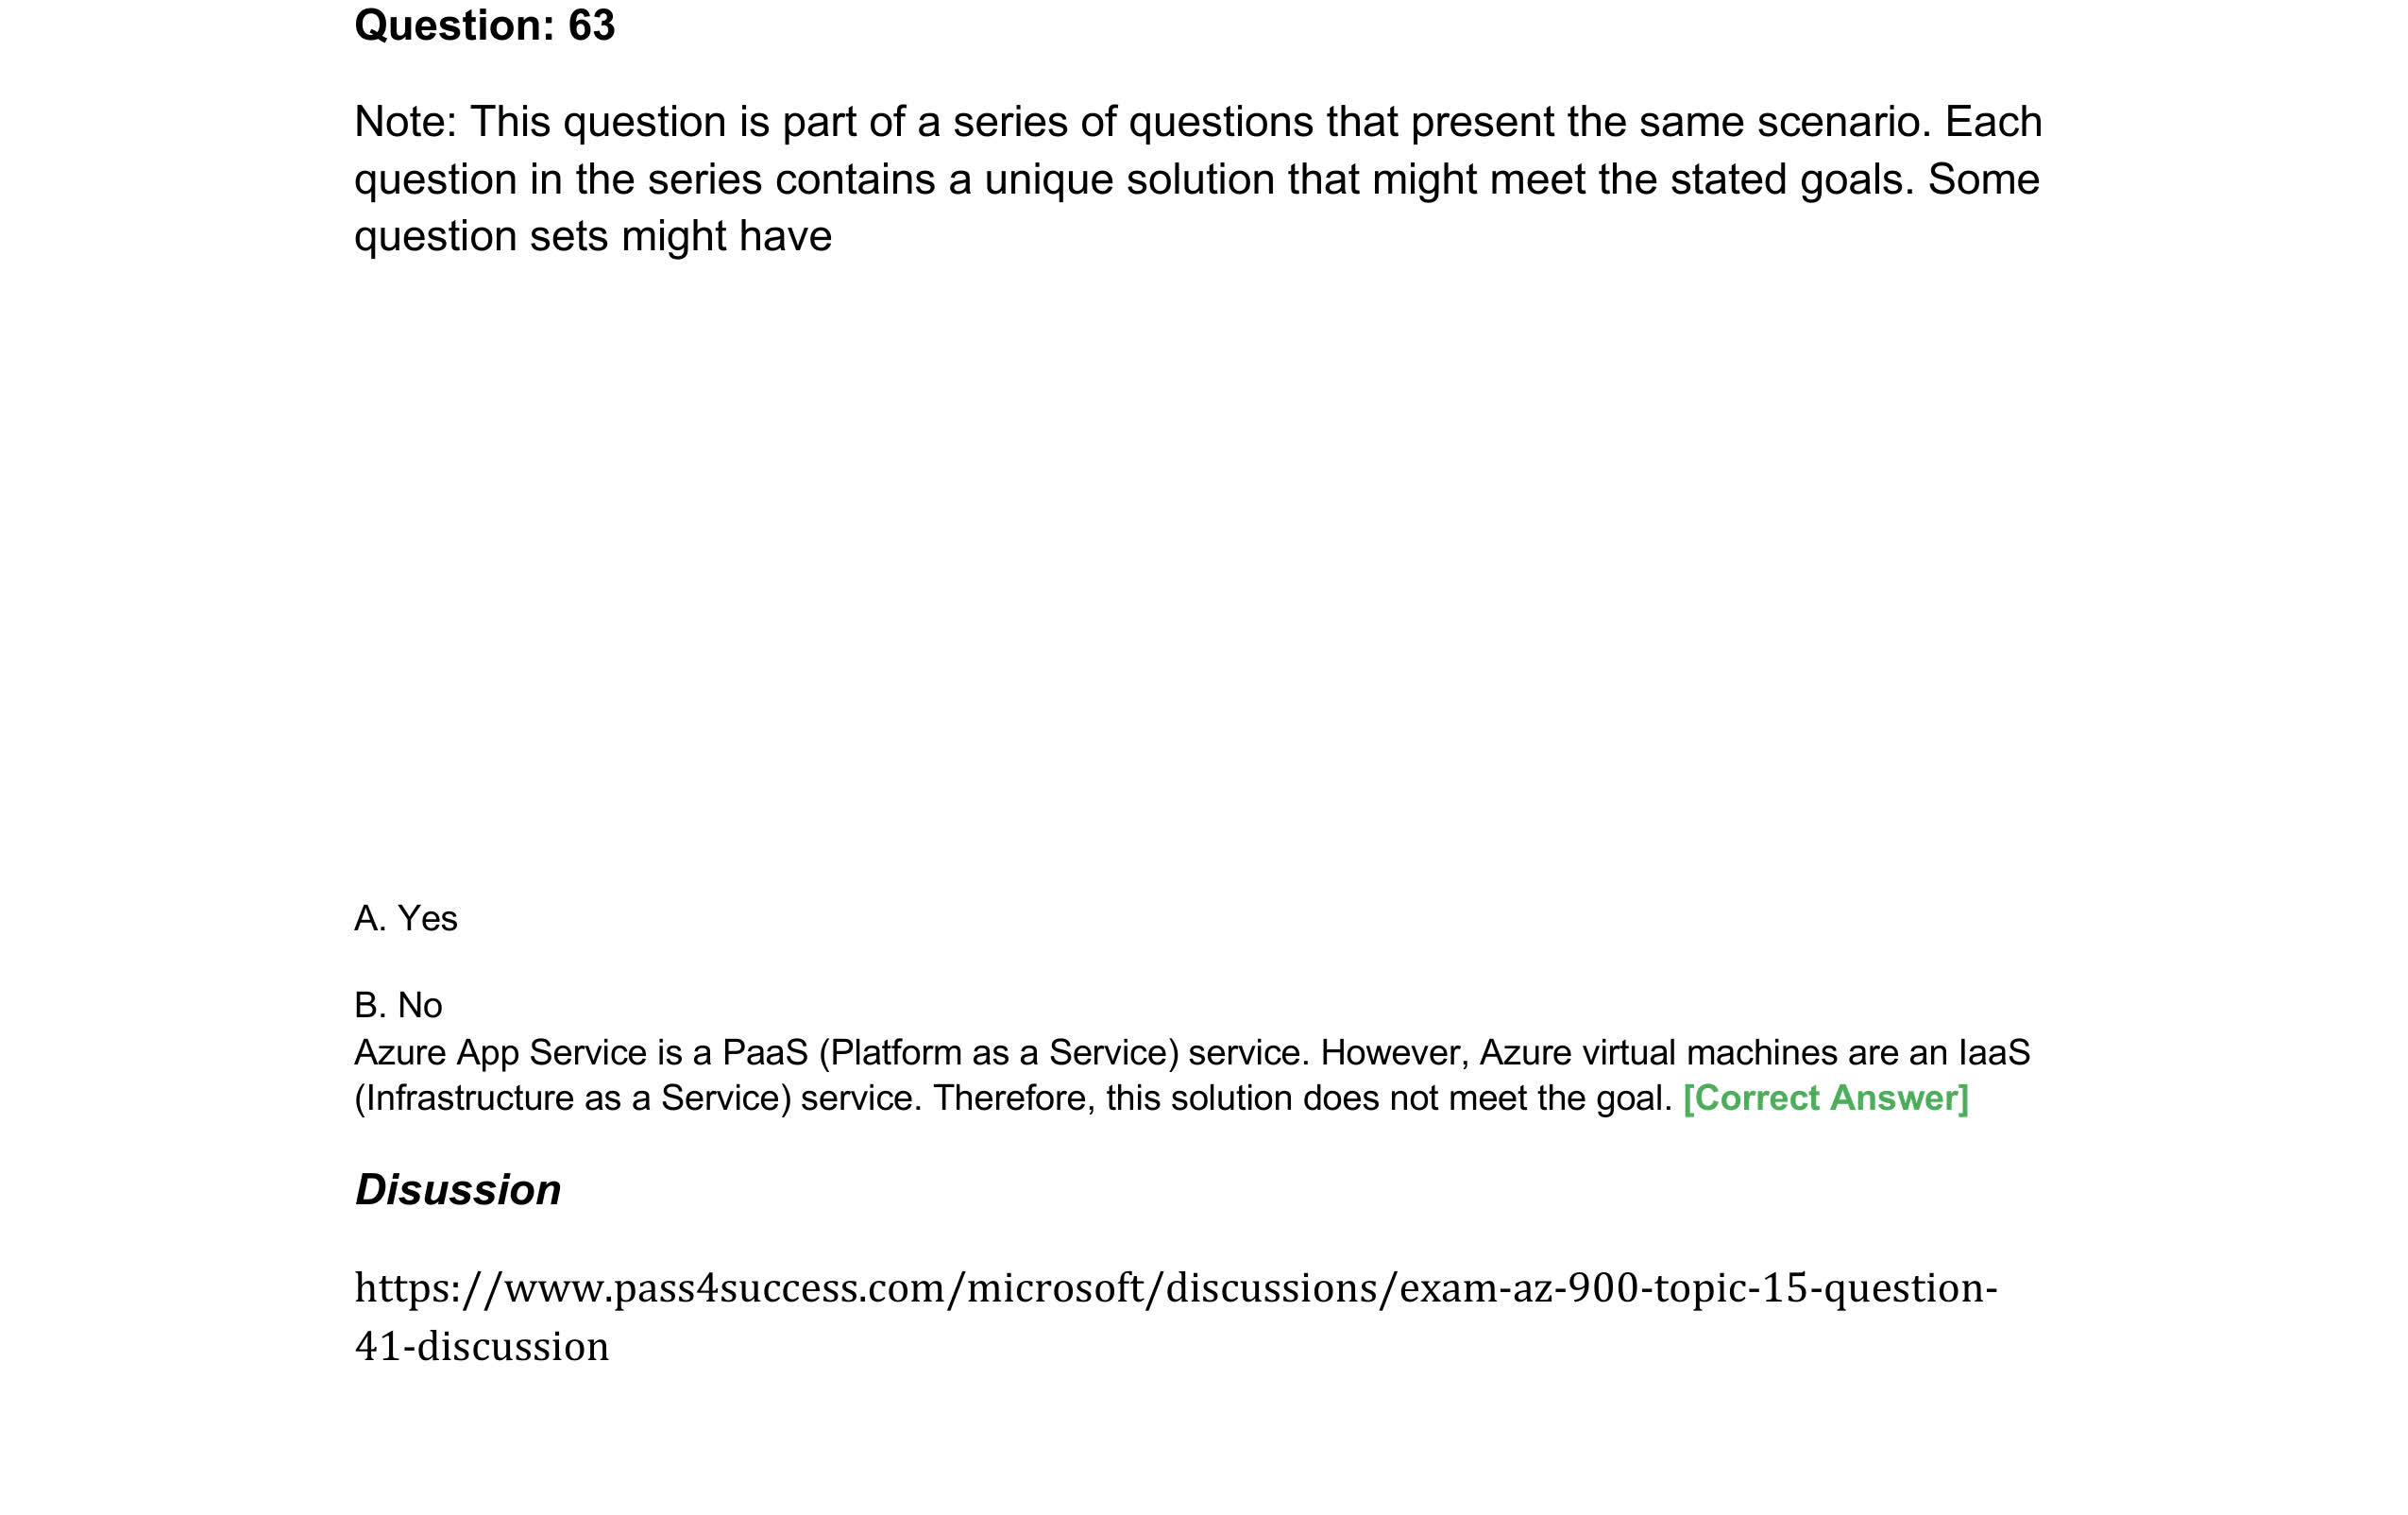 Question: 63
Note: This question is part of a series of questions that present the same scenario. Each
question in the series contains a unique solution that might meet the stated goals. Some
question sets might have
A. Yes
B. No
Azure App Service is a PaaS (Platform as a Service) service. However, Azure virtual machines are an IaaS
(Infrastructure as a Service) service. Therefore, this solution does not meet the goal. [Correct Answer]
Disussion
https://www.pass4success.com/microsoft/discussions/exam-az-900-topic-15-question-
41-discussion